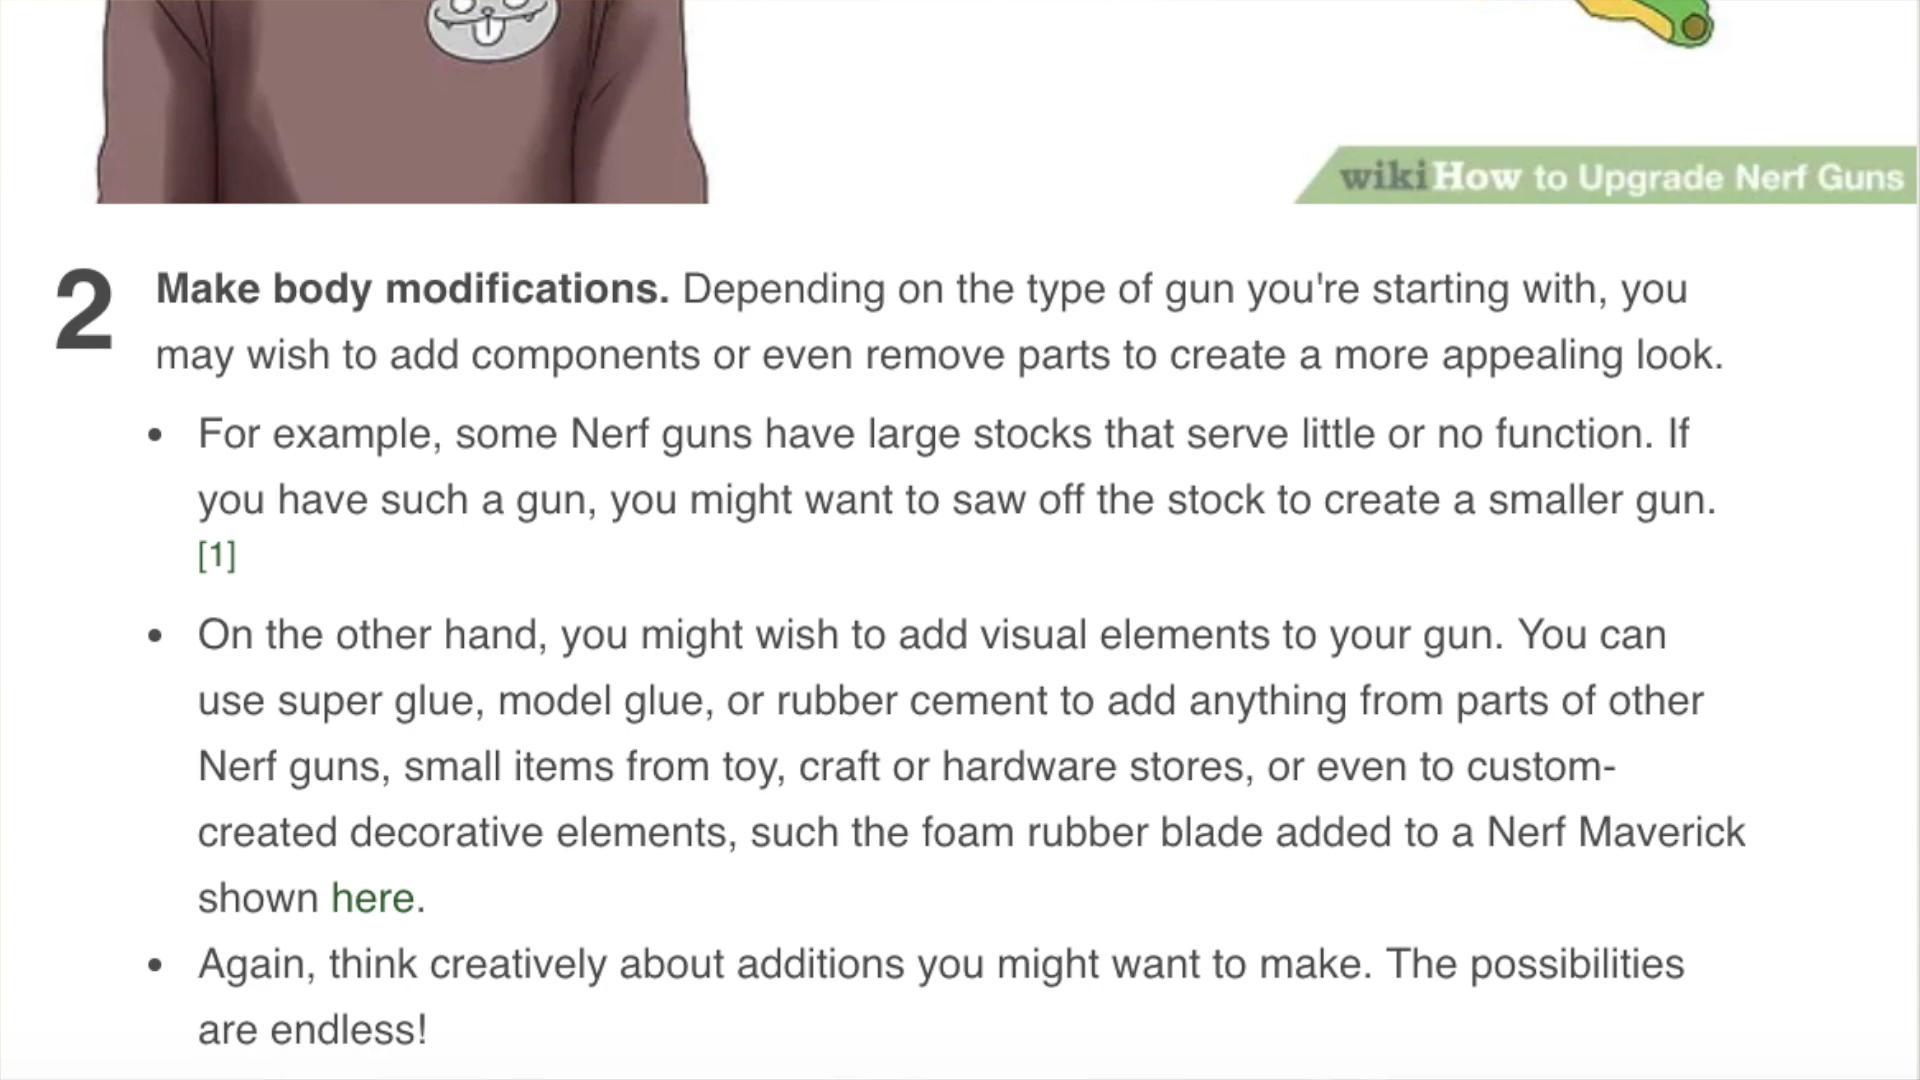 wikiHow to Upgrade Nerf Guns
2 Make body modifications. Depending on the type of gun you're starting with, you
may wish to add components or even remove parts to create a more appealing look.
• For example, some Nerf guns have large stocks that serve little or no function. If
you have such a gun, you might want to saw off the stock to create a smaller gun.
[1]
• On the other hand, you might wish to add visual elements to your gun. You can
use super glue, model glue, or rubber cement to add anything from parts of other
Nerf guns, small items from toy, craft or hardware stores, or even to custom-
created decorative elements, such the foam rubber blade added to a Nerf Maverick
shown here.
• Again, think creatively about additions you might want to make. The possibilities
are endless!